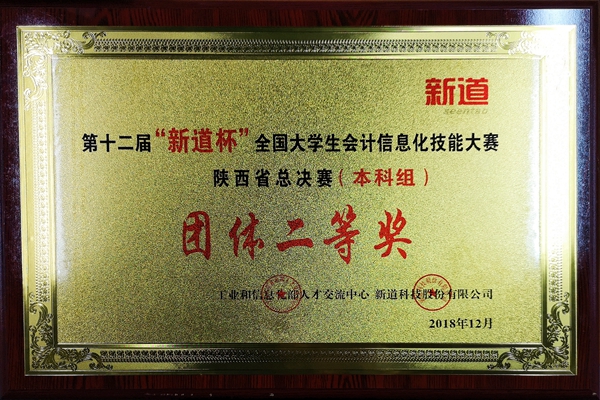 新道
seentao
第十二届“新道杯”全国大学生会计信息化技能大赛
陕西省总决赛（本科组）
团体二等奖
工业和信息化部人才交流中心 新道科技股份有限公司
2018年12月